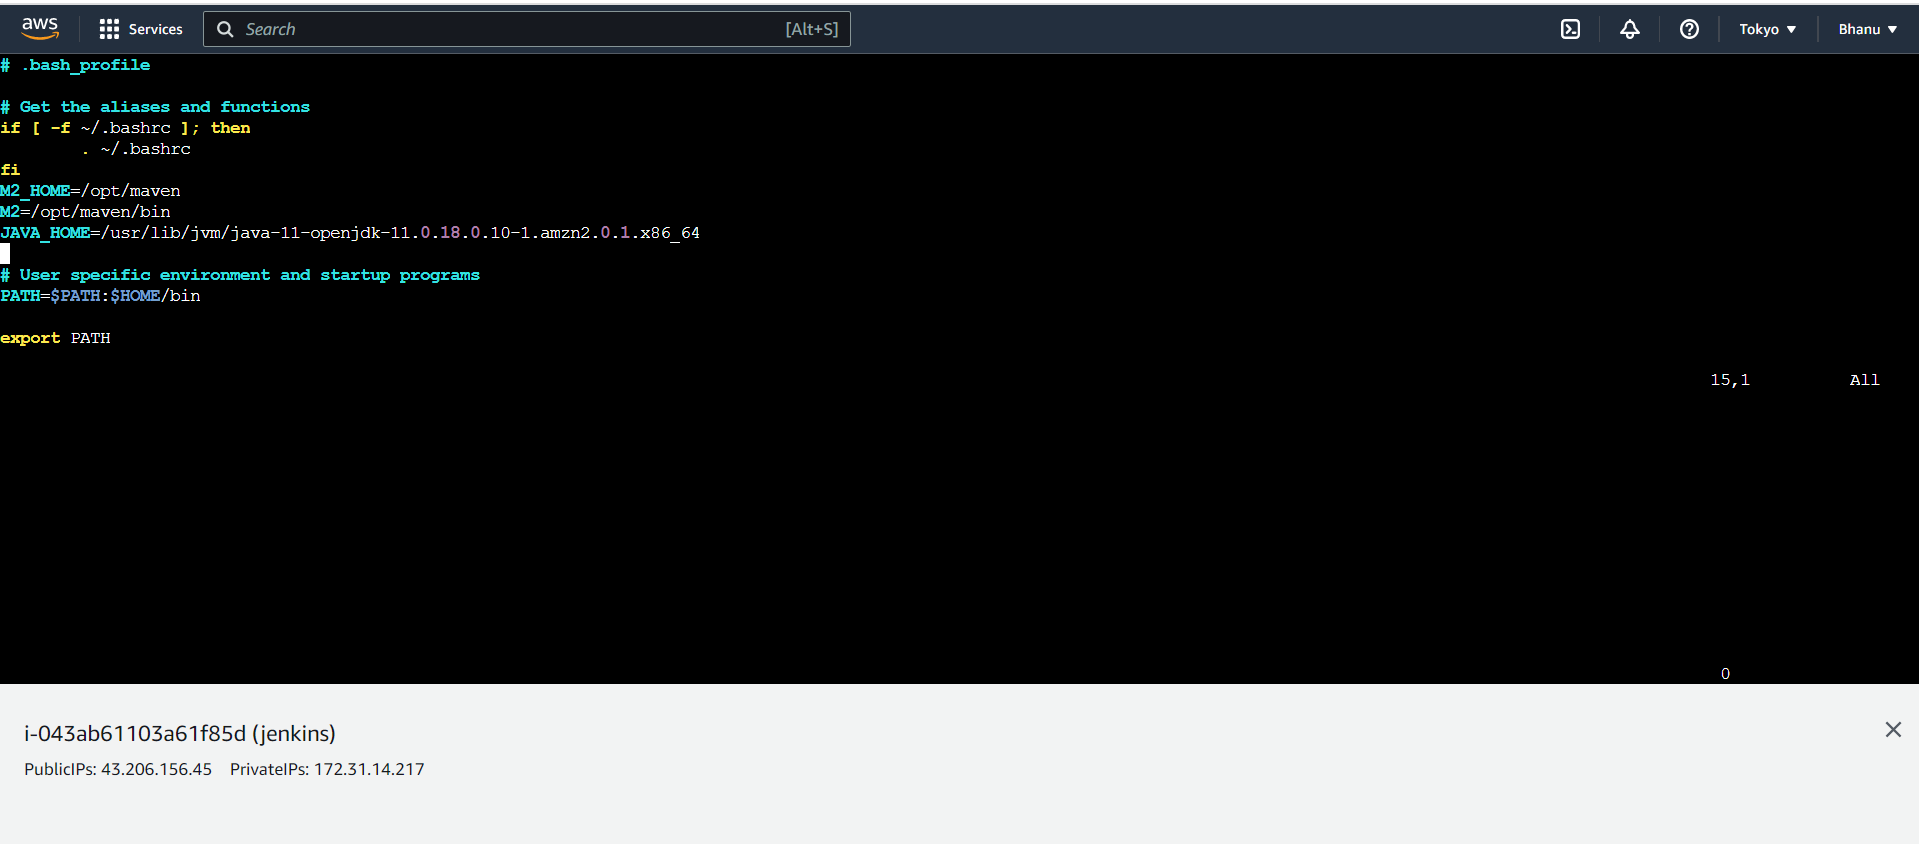 aws Services Search [Alt+S] Tokyo ▼ Bhanu ▼
# .bash_profile
# Get the aliases and functions
if [ -f ~/.bashrc ]; then
        . ~/.bashrc
fi
M2_HOME=/opt/maven
M2=/opt/maven/bin
JAVA_HOME=/usr/lib/jvm/java-11-openjdk-11.0.18.0.10-1.amzn2.0.1.x86_64
# User specific environment and startup programs
PATH=$PATH:$HOME/bin
export PATH
15,1 All
0
i-043ab61103a61f85d (jenkins)
PublicIPs: 43.206.156.45 PrivateIPs: 172.31.14.217